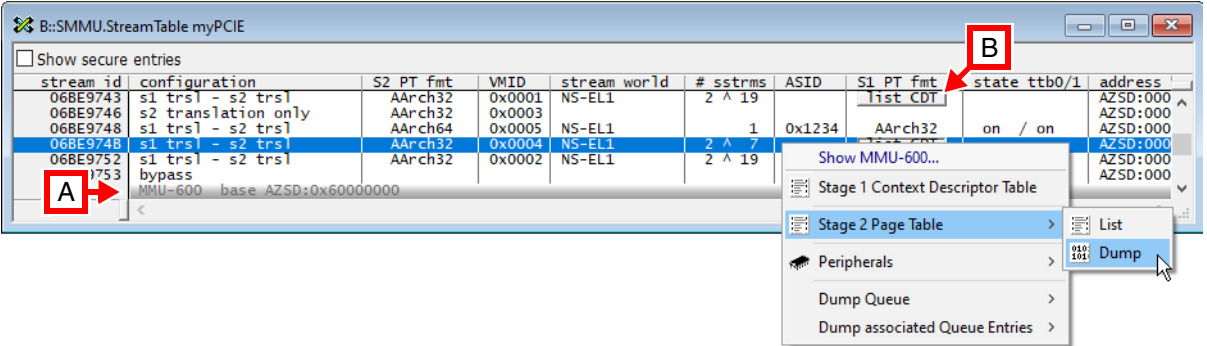 B::SMMU.StreamTable myPCIE
B
Show secure entries
stream id configuration S2 PT fmt VMID stream world # sstrms ASID S1 PT fmt state ttb0/1 address
06BE9743 s1 trsl - s2 trsl AArch32 0x0001 NS-EL1 2 ^ 19 list CDT AZSD:000
06BE9746 s2 translation only AArch32 0x0003 AZSD:000
06BE9748 s1 trsl - s2 trsl AArch64 0x0005 NS-EL1 1 0x1234 AArch32 on / on AZSD:000
06BE974B s1 trsl - s2 trsl AArch32 0x0004 NS-EL1 2 ^ 7 list CDT AZSD:000
06BE9752 s1 trsl - s2 trsl AArch32 0x0002 NS-EL1 2 ^ 19 AZSD:000
9753 bypass AZSD:000
A MMU-600 base AZSD:0x60000000
Show MMU-600...
Stage 1 Context Descriptor Table
Stage 2 Page Table
List
Dump
Peripherals
Dump Queue
Dump associated Queue Entries